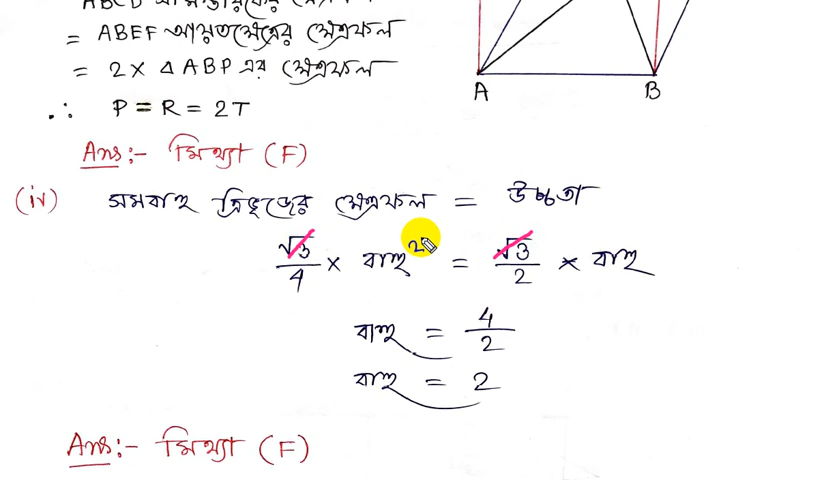 = ABEF আয়তক্ষেত্রের ক্ষেত্রফল
= 2 × Δ ABP এর ক্ষেত্রফল
∴ P = R = 2T
Ans:- মিথ্যা (F)
A B
(iv) সমবাহু ত্রিভুজের ক্ষেত্রফল = উচ্চতা
√3/4 × বাহু² = √3/2 × বাহু
বাহু = 4/2
বাহু = 2
Ans:- মিথ্যা (F)